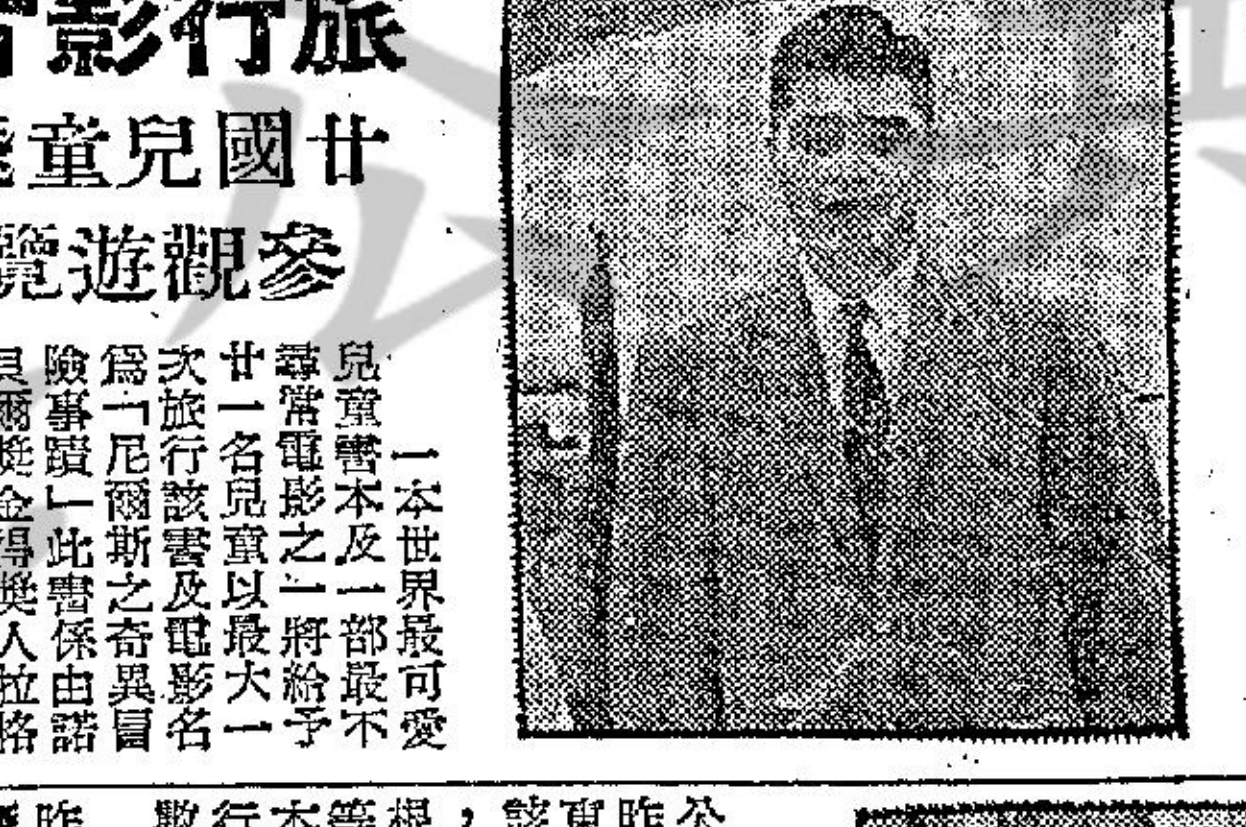 旅行影
廿國兒童
參觀遊覽
一本世界最可愛
兒童書本及一部最不
尋常電影之一將給予
廿一名兒童以最大一
次旅行該書及電影名
爲「尼爾斯之奇異冒
險事蹟」此書係由諾
貝爾獎金得獎人拉格